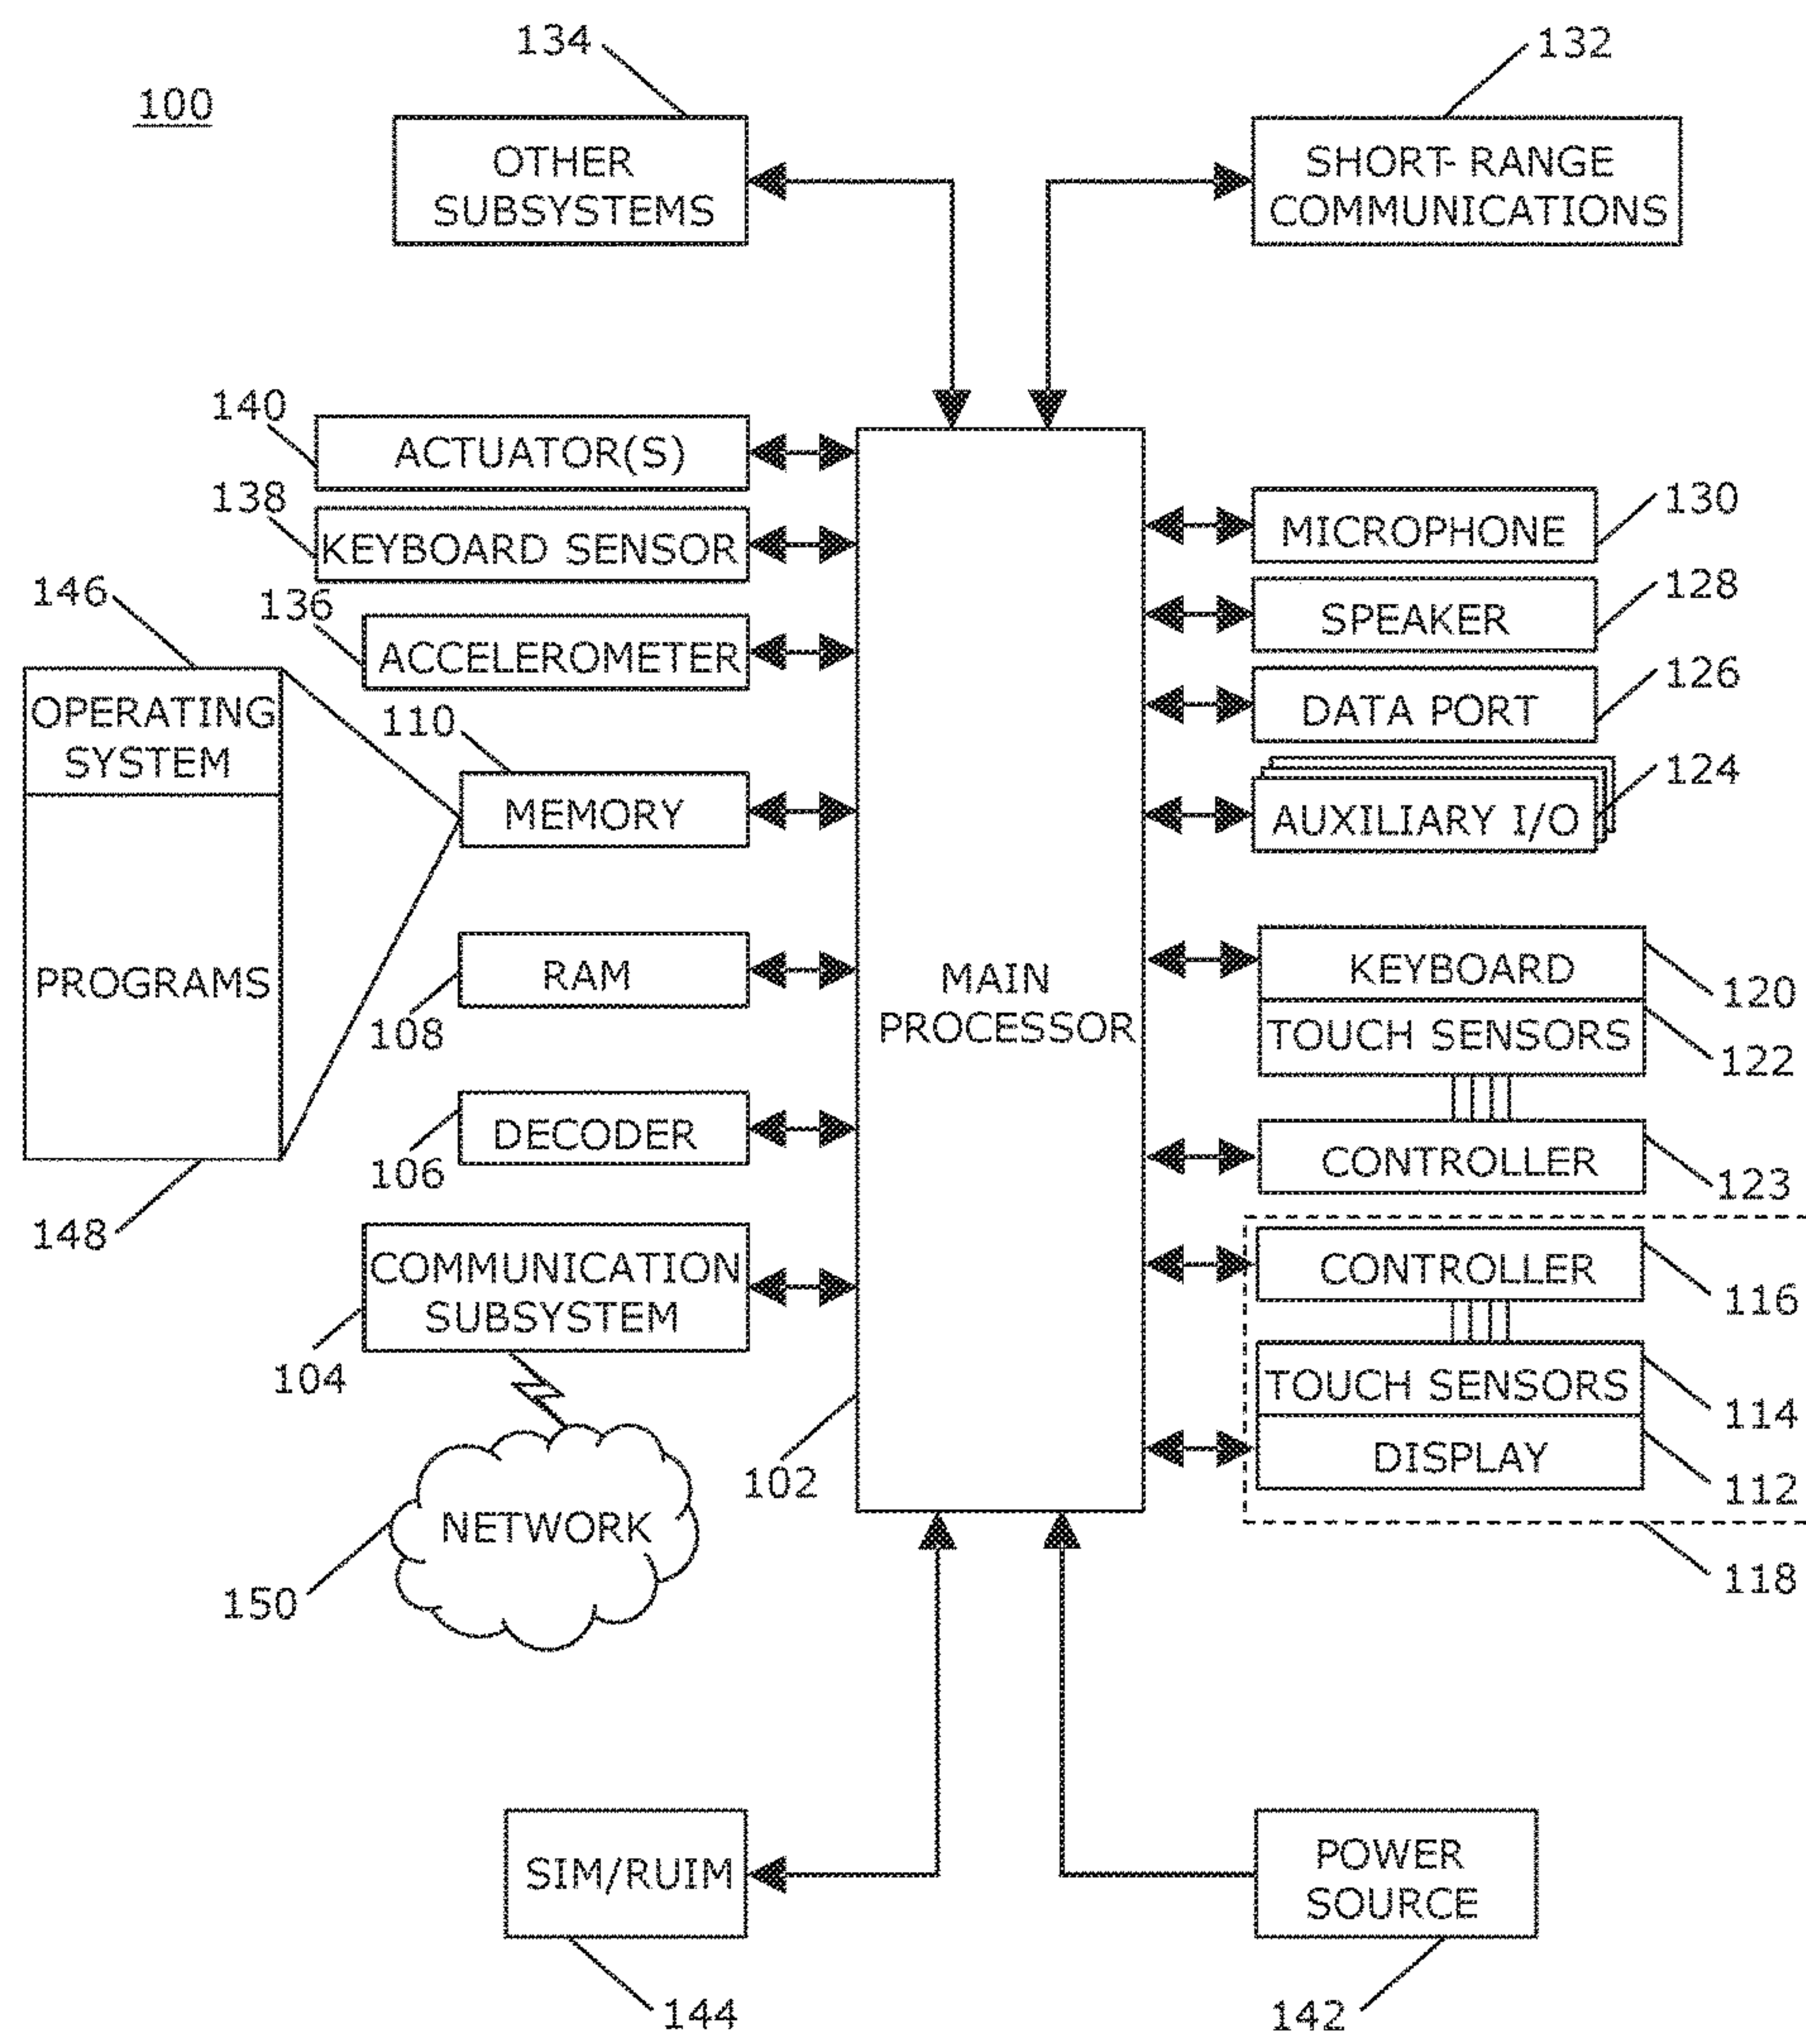 134
132
100
OTHER
SUBSYSTEMS
SHORT-RANGE
COMMUNICATIONS
140
ACTUATOR(S)
138
KEYBOARD SENSOR
146
136
ACCELEROMETER
OPERATING
SYSTEM
110
MEMORY
PROGRAMS
RAM
108
DECODER
106
148
COMMUNICATION
SUBSYSTEM
104
NETWORK
150
MAIN
PROCESSOR
102
MICROPHONE
130
SPEAKER
128
DATA PORT
126
AUXILIARY I/O
124
KEYBOARD
120
TOUCH SENSORS
122
CONTROLLER
123
CONTROLLER
116
TOUCH SENSORS
114
DISPLAY
112
118
SIM/RUIM
144
POWER
SOURCE
142